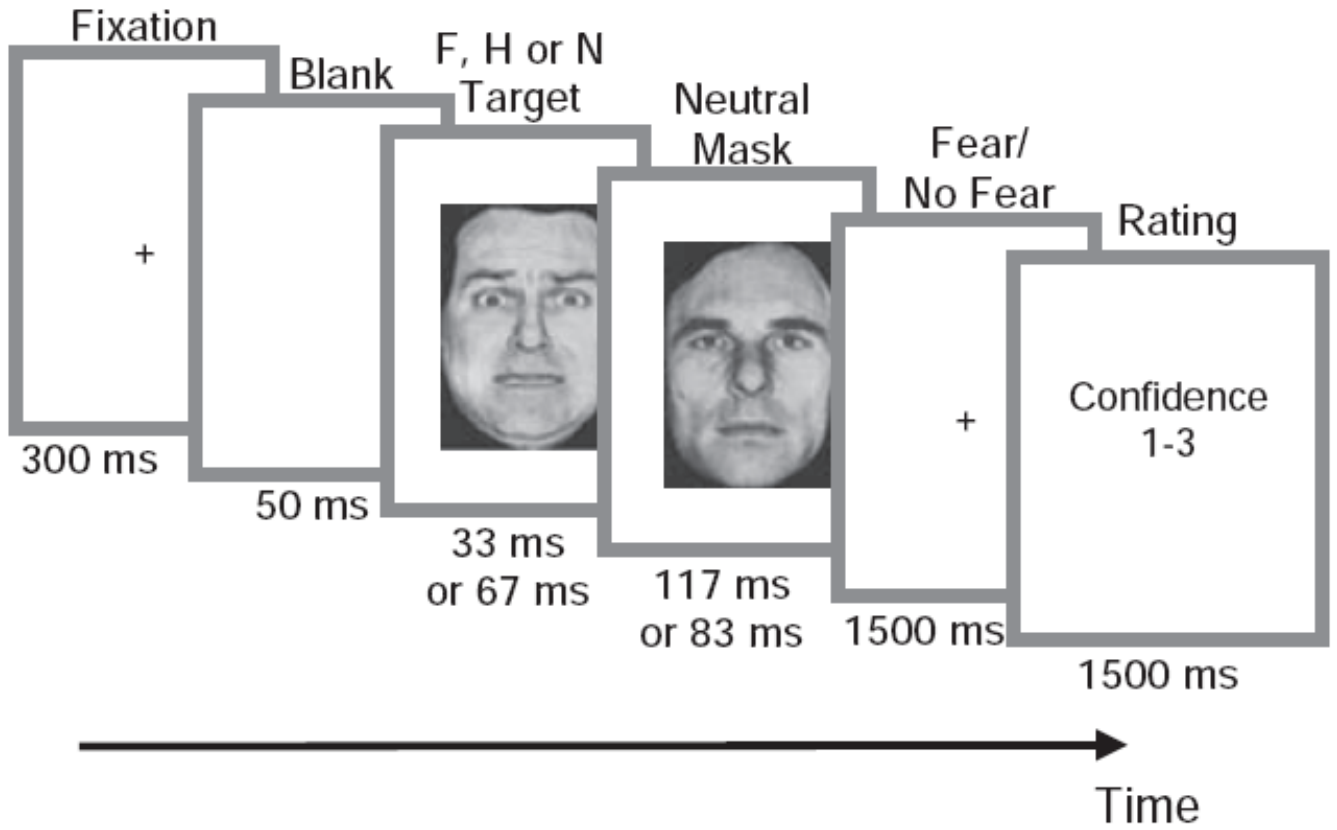 Fixation
Blank
F, H or N
Target
Neutral
Mask
Fear/
No Fear
Rating
+
+
Confidence
1-3
300 ms
50 ms
33 ms
or 67 ms
117 ms
or 83 ms
1500 ms
1500 ms
Time